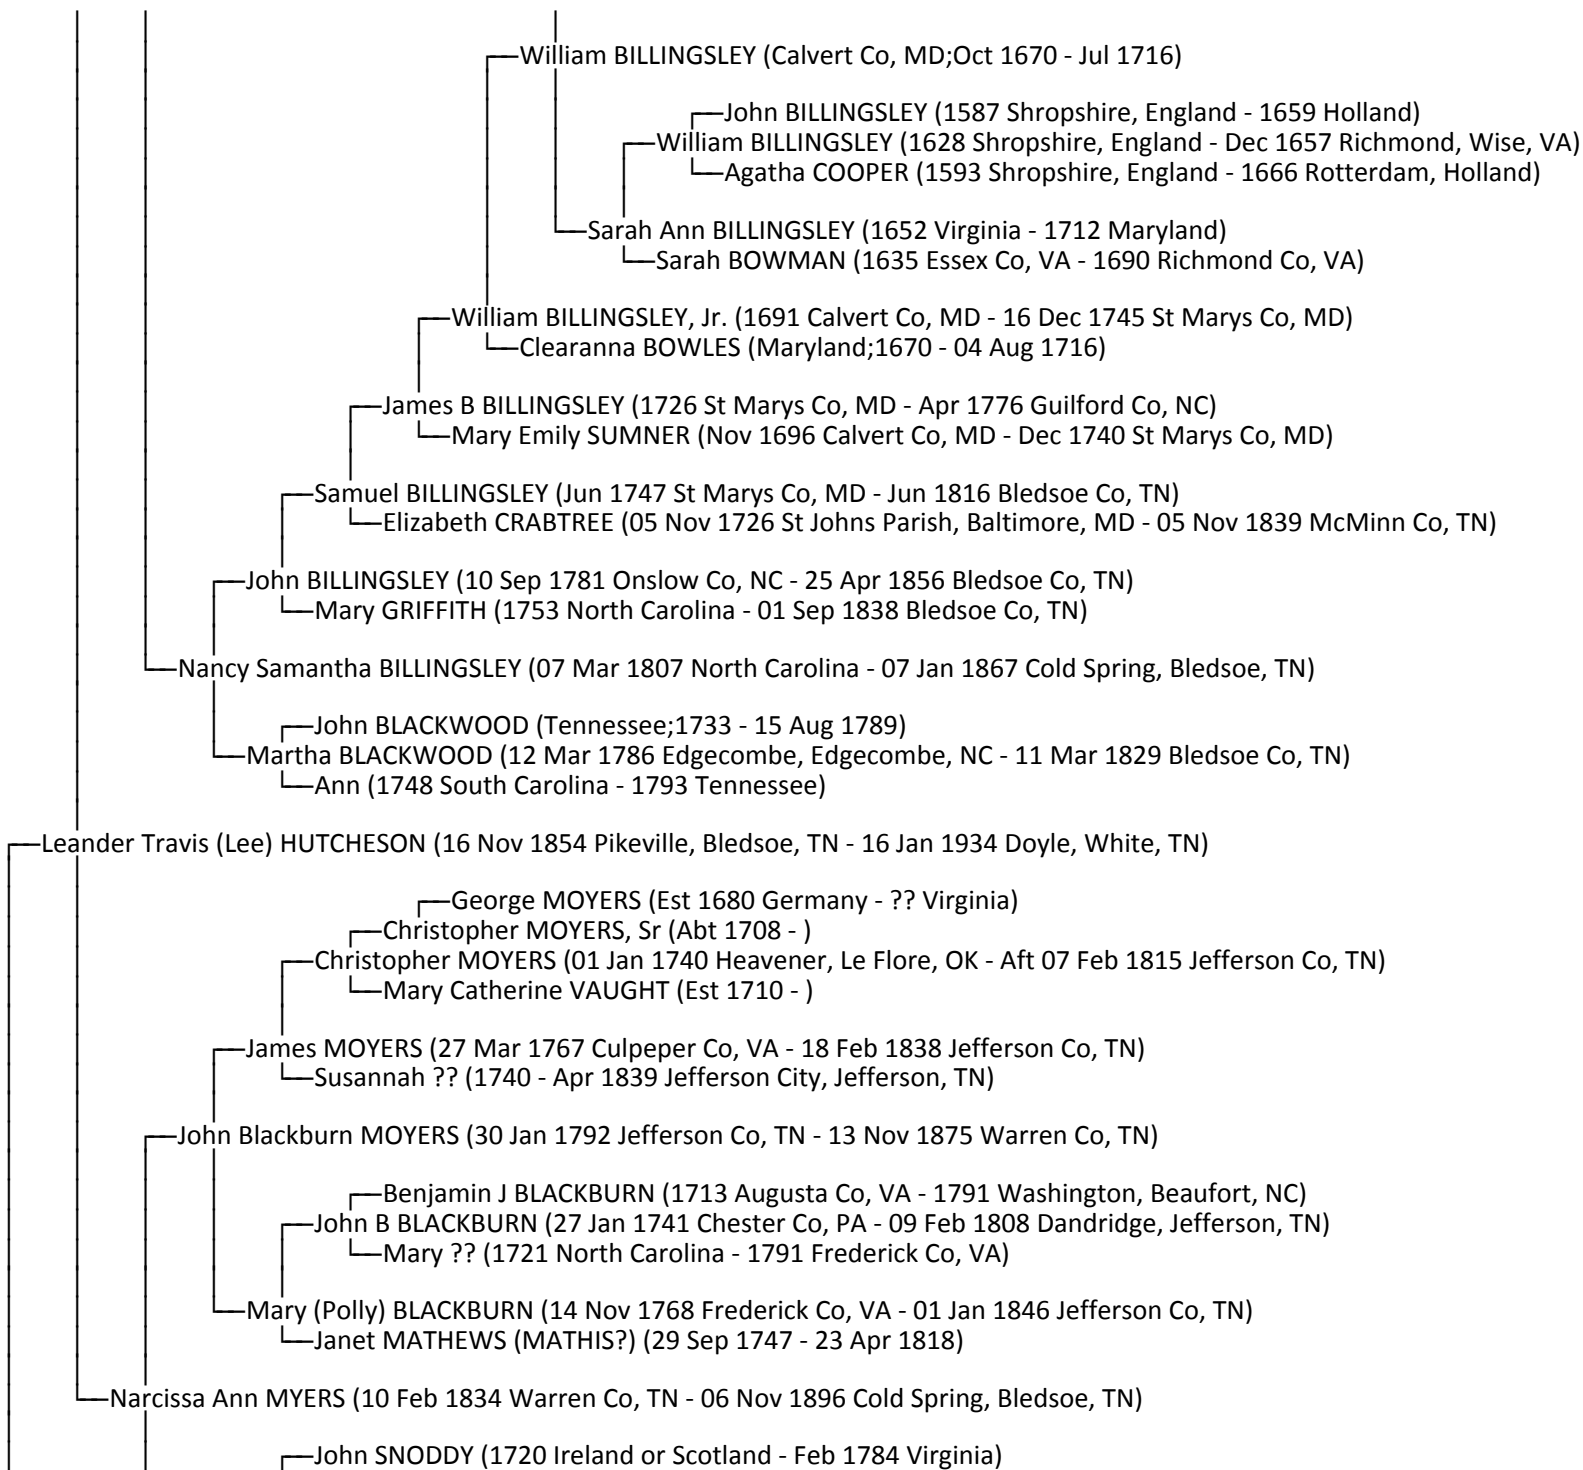 William BILLINGSLEY (Calvert Co, MD;Oct 1670 - Jul 1716)
John BILLINGSLEY (1587 Shropshire, England - 1659 Holland)
William BILLINGSLEY (1628 Shropshire, England - Dec 1657 Richmond, Wise, VA)
Agatha COOPER (1593 Shropshire, England - 1666 Rotterdam, Holland)
Sarah Ann BILLINGSLEY (1652 Virginia - 1712 Maryland)
Sarah BOWMAN (1635 Essex Co, VA - 1690 Richmond Co, VA)
William BILLINGSLEY, Jr. (1691 Calvert Co, MD - 16 Dec 1745 St Marys Co, MD)
Clearanna BOWLES (Maryland;1670 - 04 Aug 1716)
James B BILLINGSLEY (1726 St Marys Co, MD - Apr 1776 Guilford Co, NC)
Mary Emily SUMNER (Nov 1696 Calvert Co, MD - Dec 1740 St Marys Co, MD)
Samuel BILLINGSLEY (Jun 1747 St Marys Co, MD - Jun 1816 Bledsoe Co, TN)
Elizabeth CRABTREE (05 Nov 1726 St Johns Parish, Baltimore, MD - 05 Nov 1839 McMinn Co, TN)
John BILLINGSLEY (10 Sep 1781 Onslow Co, NC - 25 Apr 1856 Bledsoe Co, TN)
Mary GRIFFITH (1753 North Carolina - 01 Sep 1838 Bledsoe Co, TN)
Nancy Samantha BILLINGSLEY (07 Mar 1807 North Carolina - 07 Jan 1867 Cold Spring, Bledsoe, TN)
John BLACKWOOD (Tennessee;1733 - 15 Aug 1789)
Martha BLACKWOOD (12 Mar 1786 Edgecombe, Edgecombe, NC - 11 Mar 1829 Bledsoe Co, TN)
Ann (1748 South Carolina - 1793 Tennessee)
Leander Travis (Lee) HUTCHESON (16 Nov 1854 Pikeville, Bledsoe, TN - 16 Jan 1934 Doyle, White, TN)
George MOYERS (Est 1680 Germany - ?? Virginia)
Christopher MOYERS, Sr (Abt 1708 - )
Christopher MOYERS (01 Jan 1740 Heavener, Le Flore, OK - Aft 07 Feb 1815 Jefferson Co, TN)
Mary Catherine VAUGHT (Est 1710 - )
James MOYERS (27 Mar 1767 Culpeper Co, VA - 18 Feb 1838 Jefferson Co, TN)
Susannah ?? (1740 - Apr 1839 Jefferson City, Jefferson, TN)
John Blackburn MOYERS (30 Jan 1792 Jefferson Co, TN - 13 Nov 1875 Warren Co, TN)
Benjamin J BLACKBURN (1713 Augusta Co, VA - 1791 Washington, Beaufort, NC)
John B BLACKBURN (27 Jan 1741 Chester Co, PA - 09 Feb 1808 Dandridge, Jefferson, TN)
Mary ?? (1721 North Carolina - 1791 Frederick Co, VA)
Mary (Polly) BLACKBURN (14 Nov 1768 Frederick Co, VA - 01 Jan 1846 Jefferson Co, TN)
Janet MATHEWS (MATHIS?) (29 Sep 1747 - 23 Apr 1818)
Narcissa Ann MYERS (10 Feb 1834 Warren Co, TN - 06 Nov 1896 Cold Spring, Bledsoe, TN)
John SNODDY (1720 Ireland or Scotland - Feb 1784 Virginia)